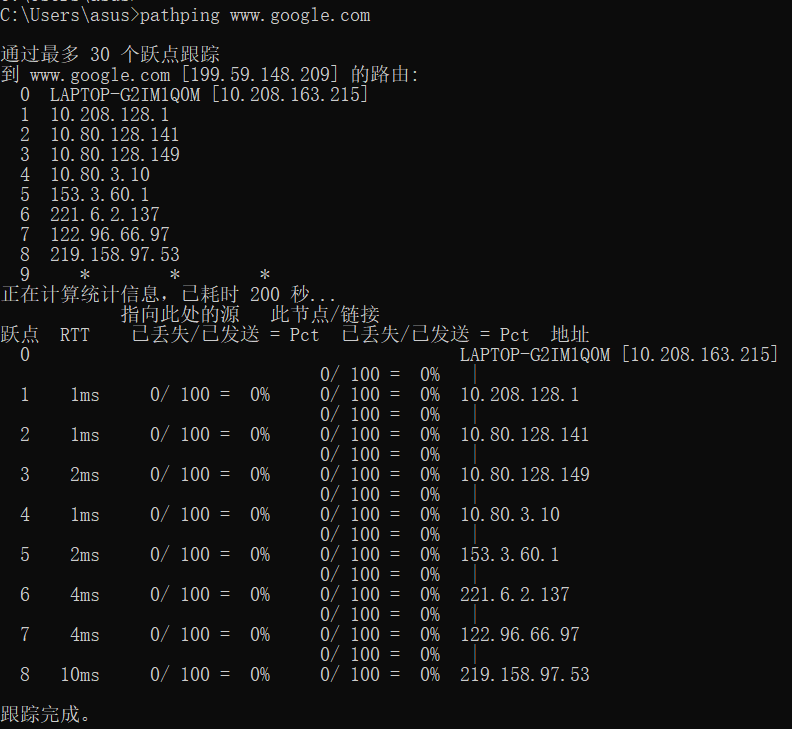 C:\Users\asus>pathping www.google.com
通过最多 30 个跃点跟踪
到 www.google.com [199.59.148.209] 的路由:
  0  LAPTOP-G2IM1Q0M [10.208.163.215]
  1  10.208.128.1
  2  10.80.128.141
  3  10.80.128.149
  4  10.80.3.10
  5  153.3.60.1
  6  221.6.2.137
  7  122.96.66.97
  8  219.158.97.53
  9     *        *        *
正在计算统计信息，已耗时 200 秒...
            指向此处的源   此节点/链接
跃点  RTT    已丢失/已发送 = Pct  已丢失/已发送 = Pct  地址
  0                                           LAPTOP-G2IM1Q0M [10.208.163.215]
                                0/ 100 =  0%   |
  1    1ms     0/ 100 =  0%     0/ 100 =  0%  10.208.128.1
                                0/ 100 =  0%   |
  2    1ms     0/ 100 =  0%     0/ 100 =  0%  10.80.128.141
                                0/ 100 =  0%   |
  3    2ms     0/ 100 =  0%     0/ 100 =  0%  10.80.128.149
                                0/ 100 =  0%   |
  4    1ms     0/ 100 =  0%     0/ 100 =  0%  10.80.3.10
                                0/ 100 =  0%   |
  5    2ms     0/ 100 =  0%     0/ 100 =  0%  153.3.60.1
                                0/ 100 =  0%   |
  6    4ms     0/ 100 =  0%     0/ 100 =  0%  221.6.2.137
                                0/ 100 =  0%   |
  7    4ms     0/ 100 =  0%     0/ 100 =  0%  122.96.66.97
                                0/ 100 =  0%   |
  8   10ms     0/ 100 =  0%     0/ 100 =  0%  219.158.97.53
跟踪完成。